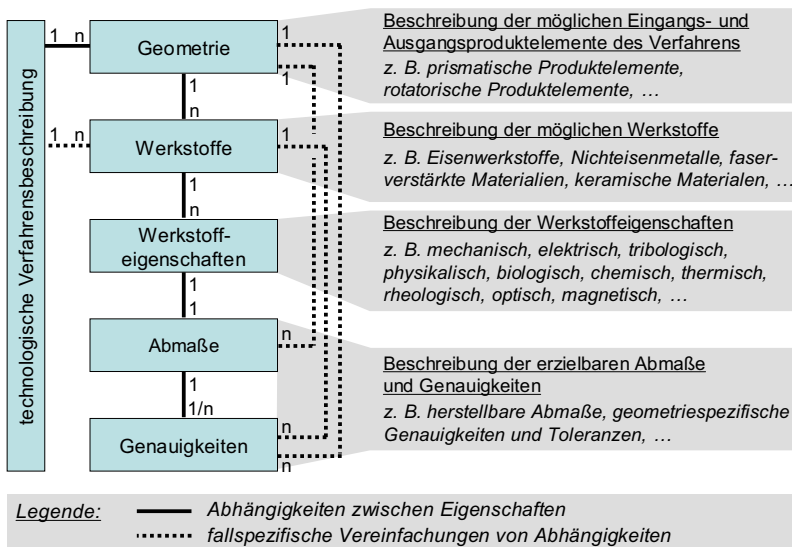 technologische Verfahrensbeschreibung
1 n
Geometrie
1
1
1
n
1 n
Werkstoffe
1
1
n
Werkstoff-
eigenschaften
1
1
Abmaße
n
1
1/n
Genauigkeiten
n
n
Beschreibung der möglichen Eingangs- und
Ausgangsproduktelemente des Verfahrens
z. B. prismatische Produktelemente,
rotatorische Produktelemente, …
Beschreibung der möglichen Werkstoffe
z. B. Eisenwerkstoffe, Nichteisenmetalle, faser-
verstärkte Materialien, keramische Materialen, …
Beschreibung der Werkstoffeigenschaften
z. B. mechanisch, elektrisch, tribologisch,
physikalisch, biologisch, chemisch, thermisch,
rheologisch, optisch, magnetisch, …
Beschreibung der erzielbaren Abmaße
und Genauigkeiten
z. B. herstellbare Abmaße, geometriespezifische
Genauigkeiten und Toleranzen, …
Legende:
Abhängigkeiten zwischen Eigenschaften
fallspezifische Vereinfachungen von Abhängigkeiten